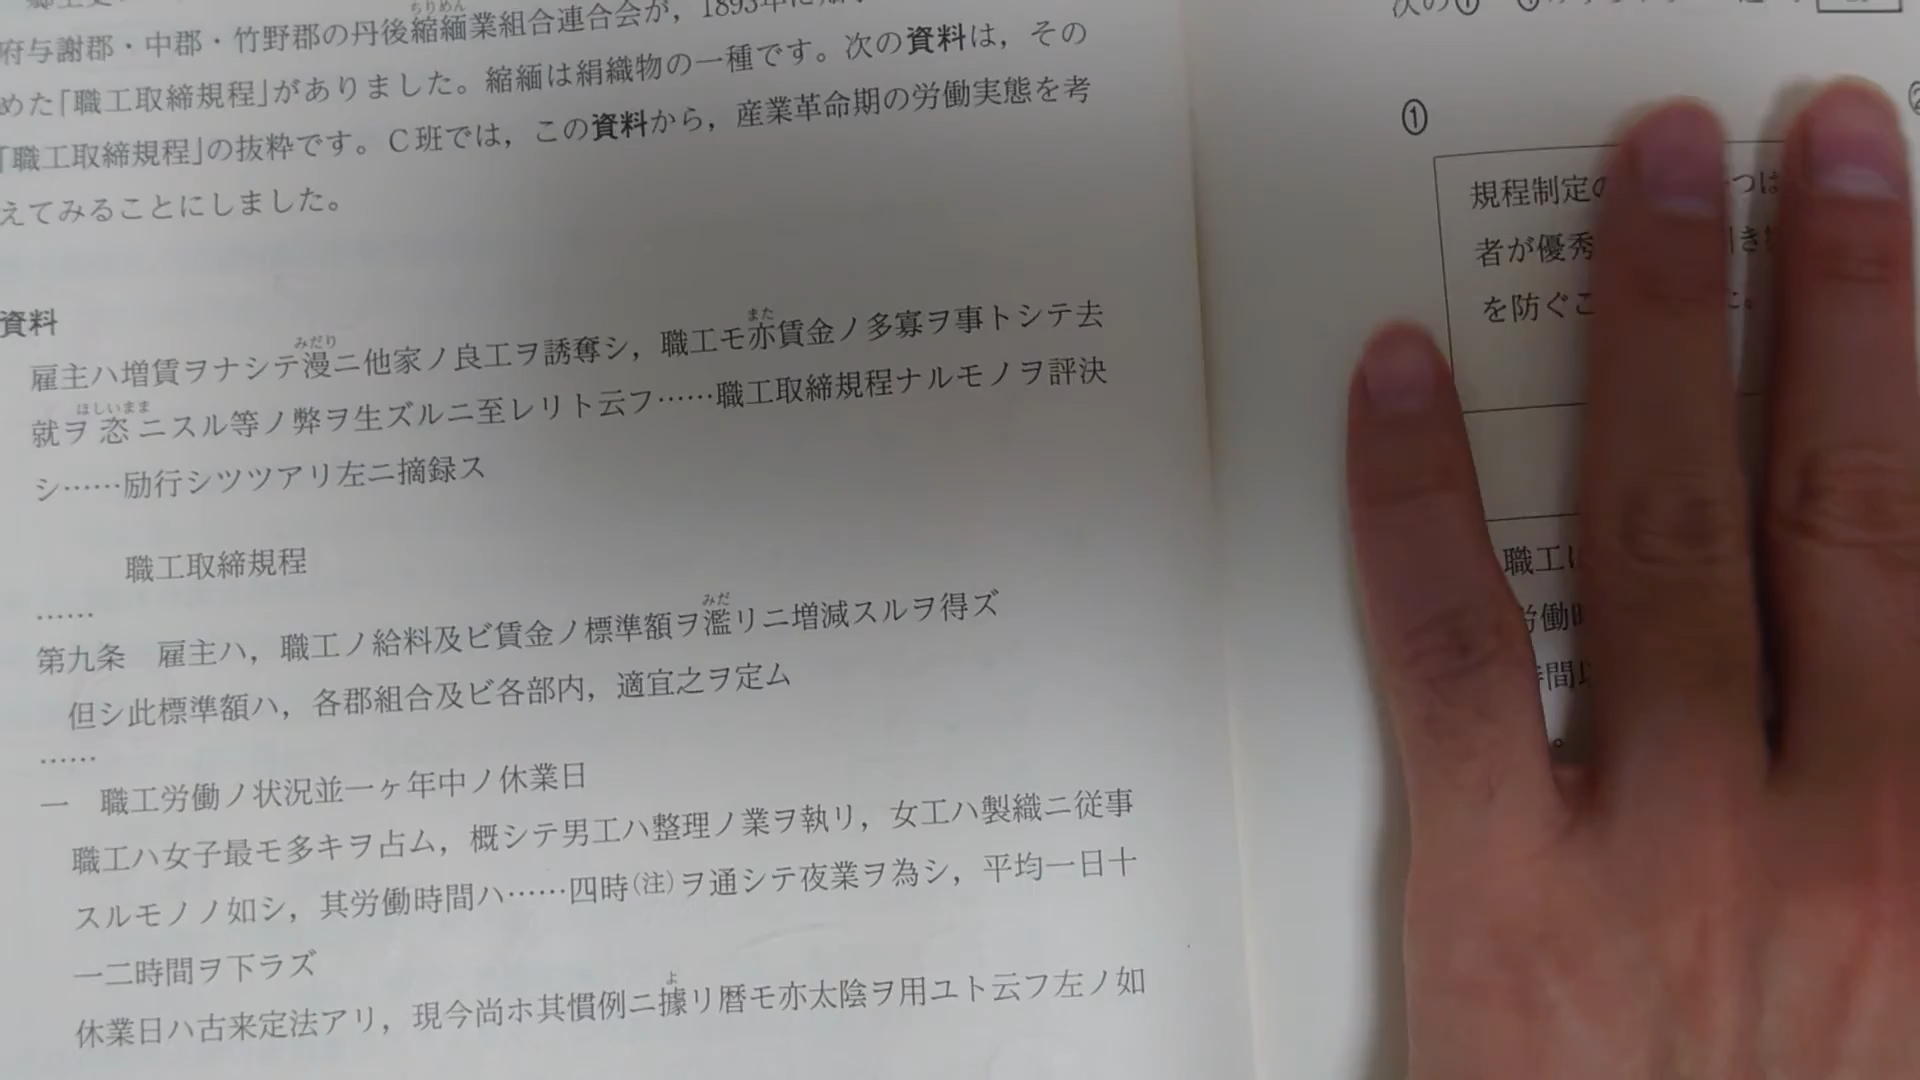 府与謝郡・中郡・竹野郡の丹後縮緬業組合連合会が，1893年に
めた「職工取締規程」がありました。縮緬は絹織物の一種です。次の資料は，その
「職工取締規程」の抜粋です。C班では，この資料から，産業革命期の労働実態を考
えてみることにしました。
資料
雇主ハ増賃ヲナシテ漫ニ他家ノ良工ヲ誘奪シ，職工モ亦賃金ノ多寡ヲ事トシテ去
就ヲ恣ニスル等ノ弊ヲ生ズルニ至レリト云フ……職工取締規程ナルモノヲ評決
シ……励行シツツアリ左ニ摘録ス
職工取締規程
……
第九条　雇主ハ，職工ノ給料及ビ賃金ノ標準額ヲ濫リニ増減スルヲ得ズ
但シ此標準額ハ，各郡組合及ビ各部内，適宜之ヲ定ム
……
一　職工労働ノ状況並一ヶ年中ノ休業日
職工ハ女子最モ多キヲ占ム，概シテ男工ハ整理ノ業ヲ執リ，女工ハ製織ニ従事
スルモノノ如シ，其労働時間ハ……四時(注)ヲ通シテ夜業ヲ為シ，平均一日十
一二時間ヲ下ラズ
休業日ハ古来定法アリ，現今尚ホ其慣例ニ據リ暦モ亦太陰ヲ用ユト云フ左ノ如
①
規程制定の
者が優秀
を防ぐこ
職工に
労働
時間